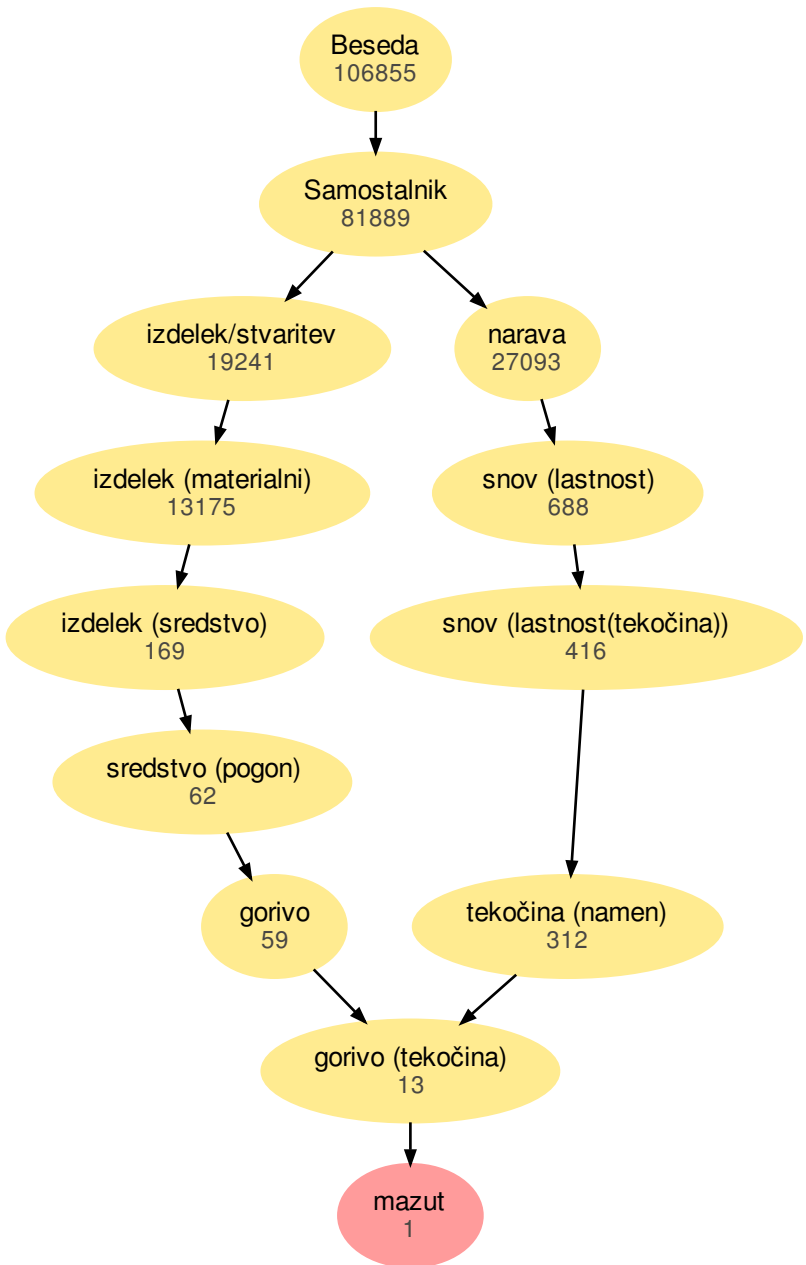 Beseda
106855
Samostalnik
81889
izdelek/stvaritev
19241
narava
27093
izdelek (materialni)
13175
snov (lastnost)
688
izdelek (sredstvo)
169
snov (lastnost(tekočina))
416
sredstvo (pogon)
62
gorivo
59
tekočina (namen)
312
gorivo (tekočina)
13
mazut
1